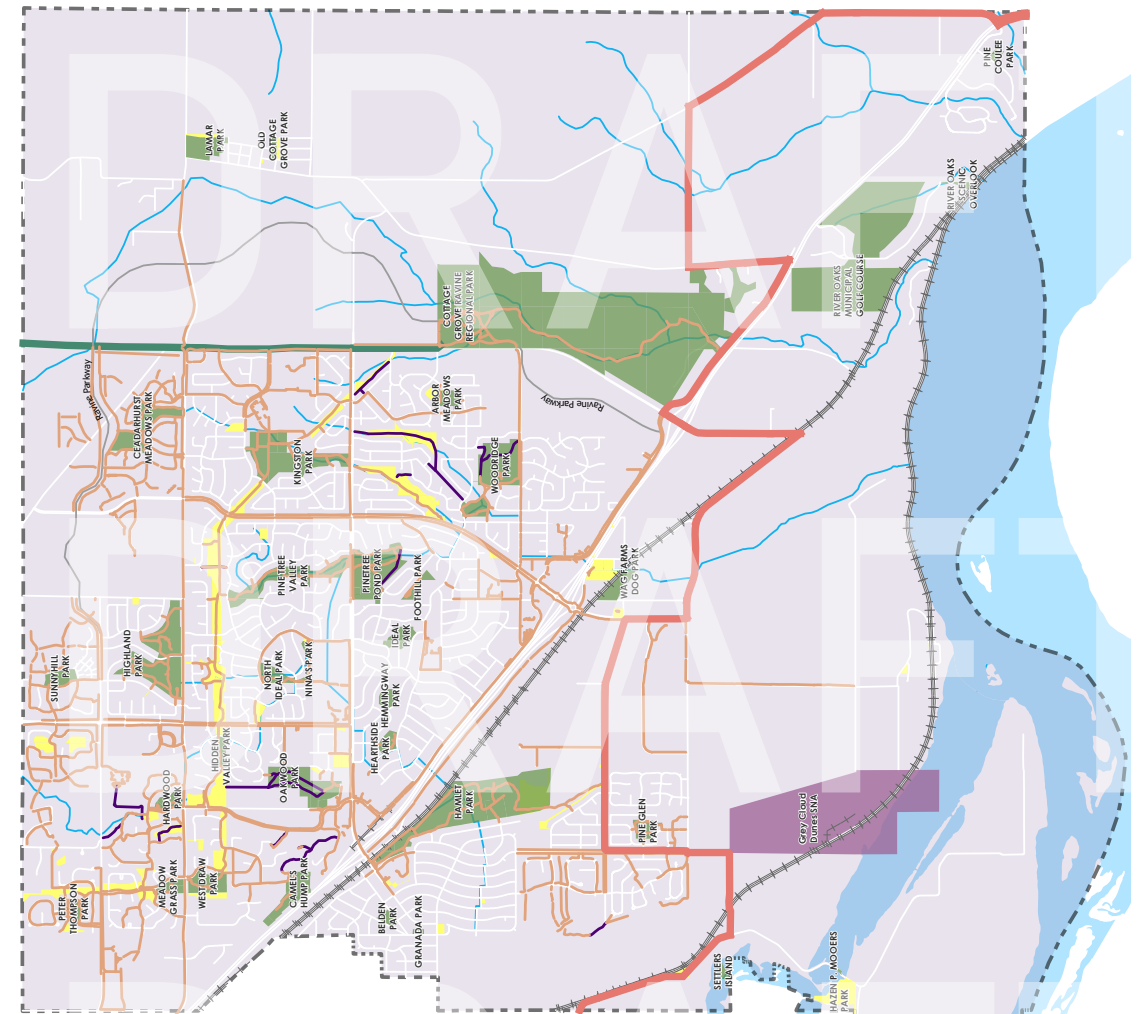 DRAFT
PINE
COULEE
PARK
LAMAR
PARK
OLD
COTTAGE
GROVE PARK
RIVER OAKS
SCENIC
OVERLOOK
COTTAGE
GROVE RAVINE
REGIONAL PARK
RIVER OAKS
MUNICIPAL
GOLF COURSE
Ravine Parkway
CEADARHURST
MEADOWS PARK
ARBOR
MEADOWS
PARK
Ravine Parkway
KINGSTON
PARK
WOODRIDGE
PARK
PINETREE
VALLEY
PARK
PINETREE
POND PARK
FOOTHILL PARK
WAG FARMS
DOG PARK
SUNNYHILL
PARK
HIGHLAND
PARK
NORTH
IDEAL PARK
NINA'S PARK
IDEAL
PARK
HEMMINGWAY
PARK
HEARTHSIDE
PARK
HIDDEN
VALLEY PARK
HARDWOOD
PARK
OAKWOOD
PARK
HAMLET
PARK
PINE GLEN
PARK
Grey Cloud
Dunes SNA
PETER
THOMPSON
PARK
MEADOW
GRASS PARK
WEST DRAW
PARK
CAMEL'S
HUMP PARK
BELDEN
PARK
GRANADA PARK
SETTLERS
ISLAND
HAZEN P. MOOERS
PARK
DRAFT